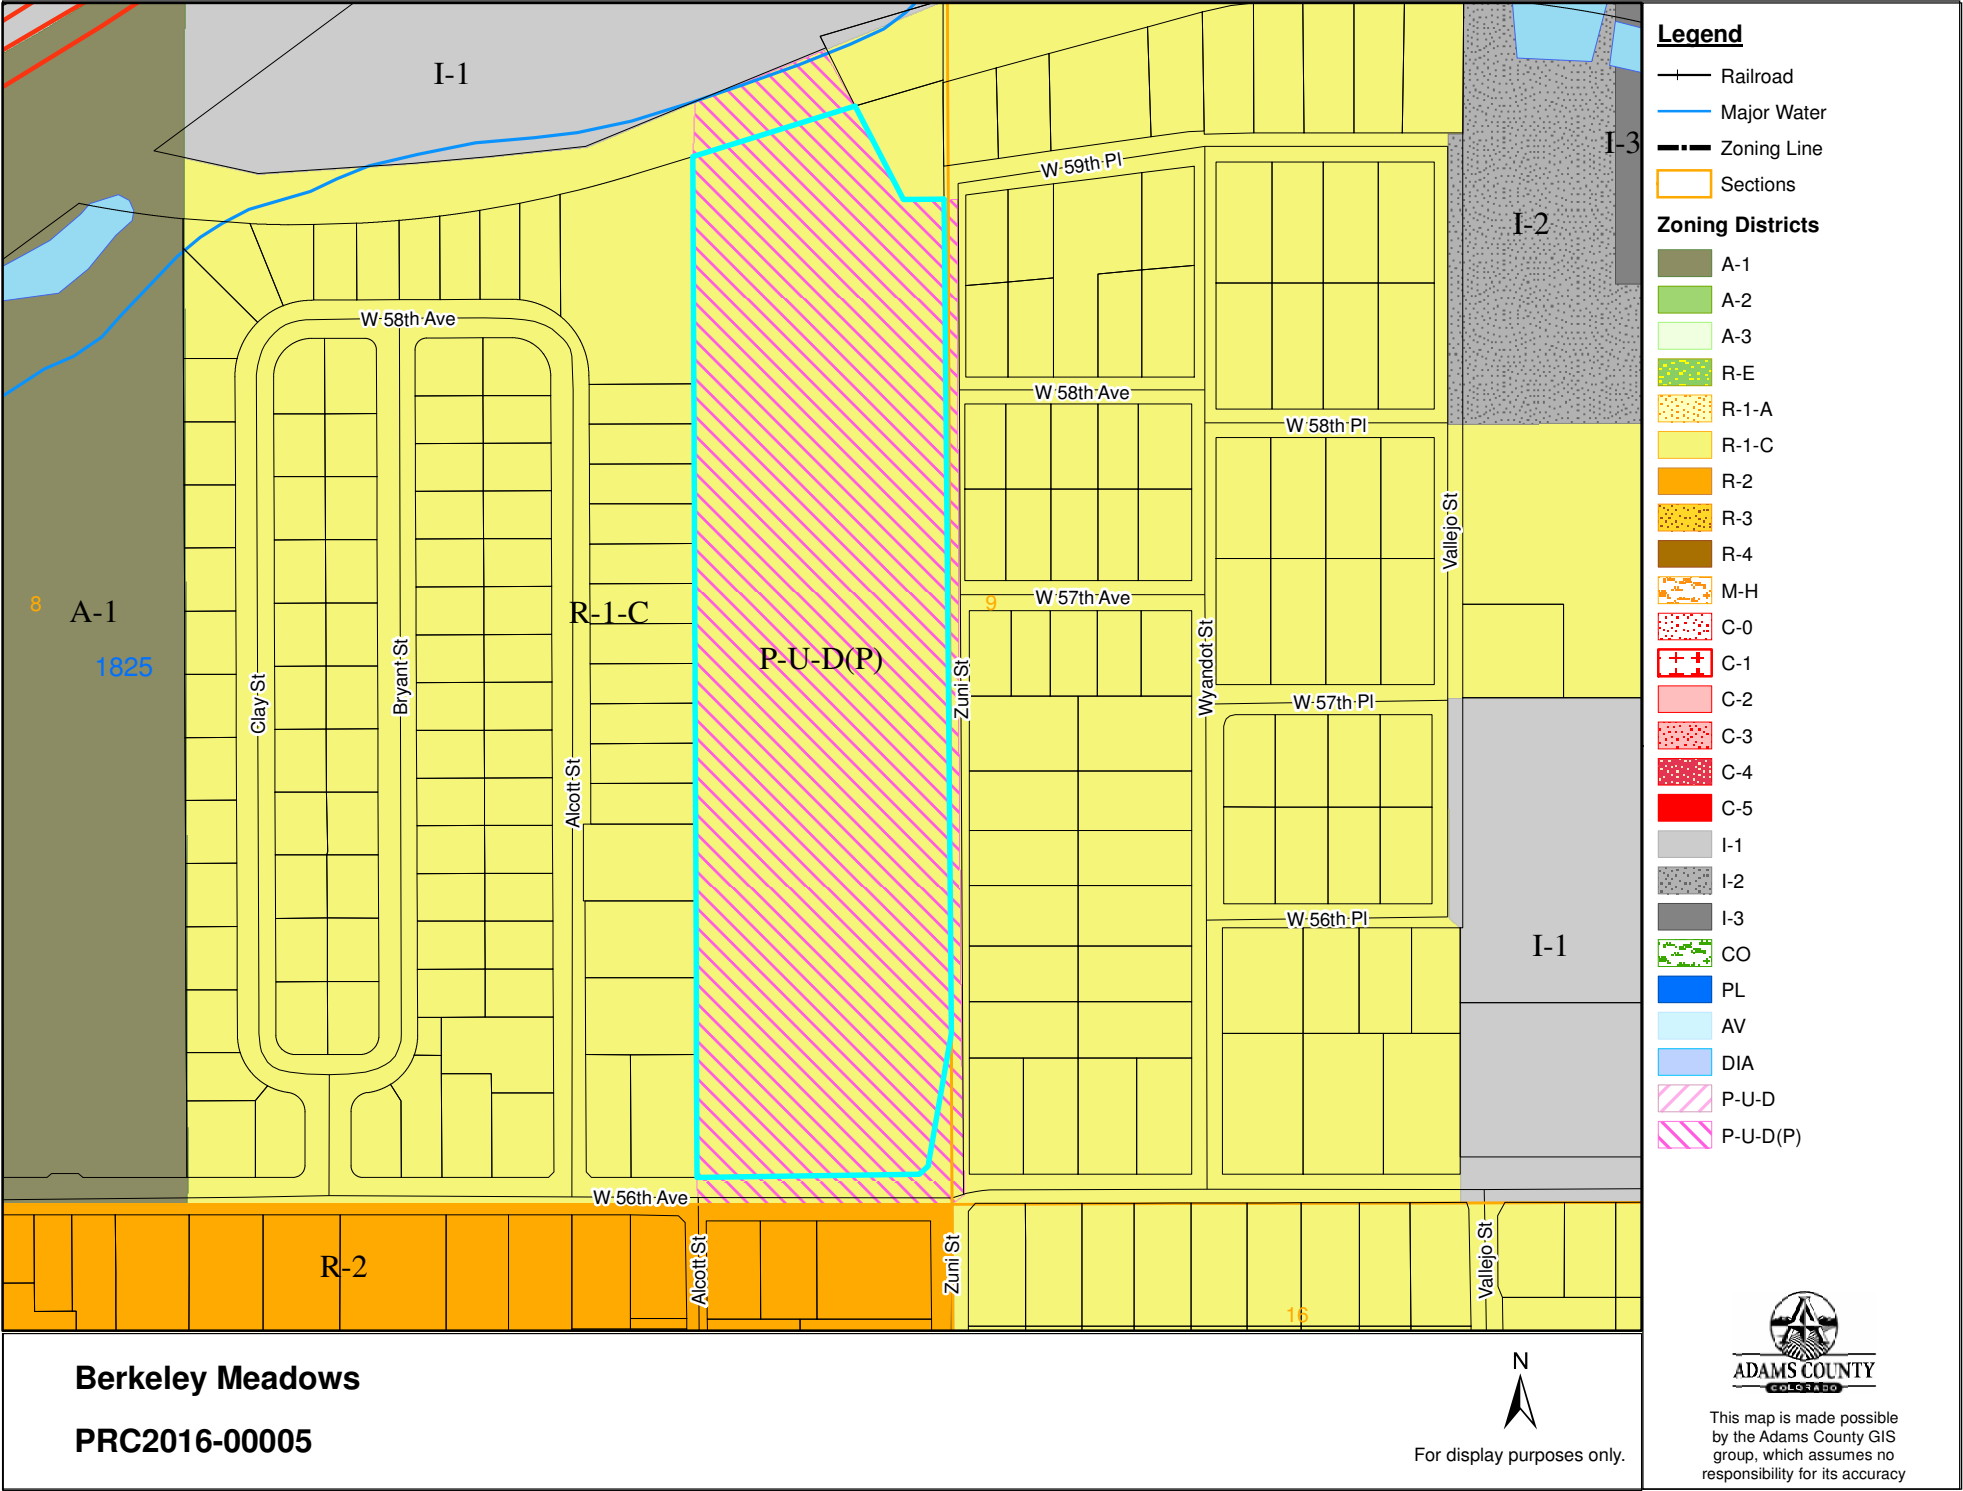 I-1
I-3
W 59th Pl
I-2
W 58th Ave
W 58th Ave
W 58th Pl
Vallejo St
8
A-1
1825
R-1-C
P-U-D(P)
9
W 57th Ave
Clay St
Bryant St
Alcott St
Zuni St
Wyandot St
W 57th Pl
W 56th Pl
I-1
W 56th Ave
R-2
Alcott St
Zuni St
Vallejo St
16
Legend
Railroad
Major Water
Zoning Line
Sections
Zoning Districts
A-1
A-2
A-3
R-E
R-1-A
R-1-C
R-2
R-3
R-4
M-H
C-0
C-1
C-2
C-3
C-4
C-5
I-1
I-2
I-3
CO
PL
AV
DIA
P-U-D
P-U-D(P)
Berkeley Meadows
PRC2016-00005
N
For display purposes only.
ADAMS COUNTY
COLORADO
This map is made possible
by the Adams County GIS
group, which assumes no
responsibility for its accuracy